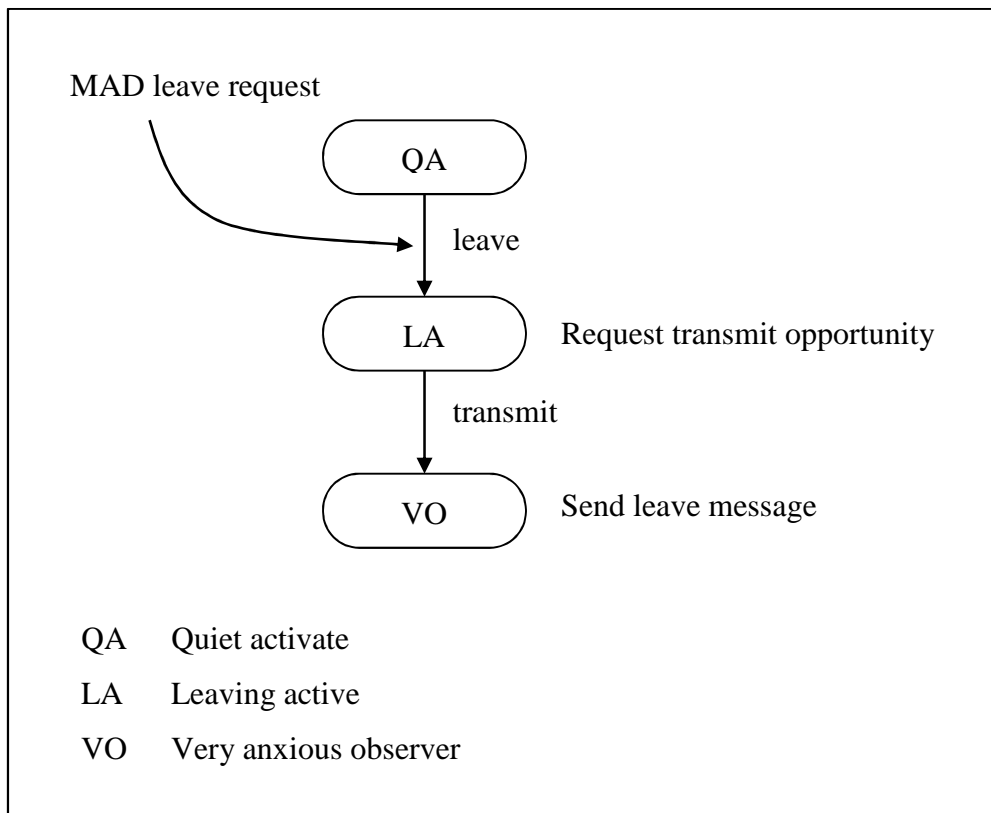 MAD leave request
QA
leave
LA
Request transmit opportunity
transmit
VO
Send leave message
QA Quiet activate
LA Leaving active
VO Very anxious observer